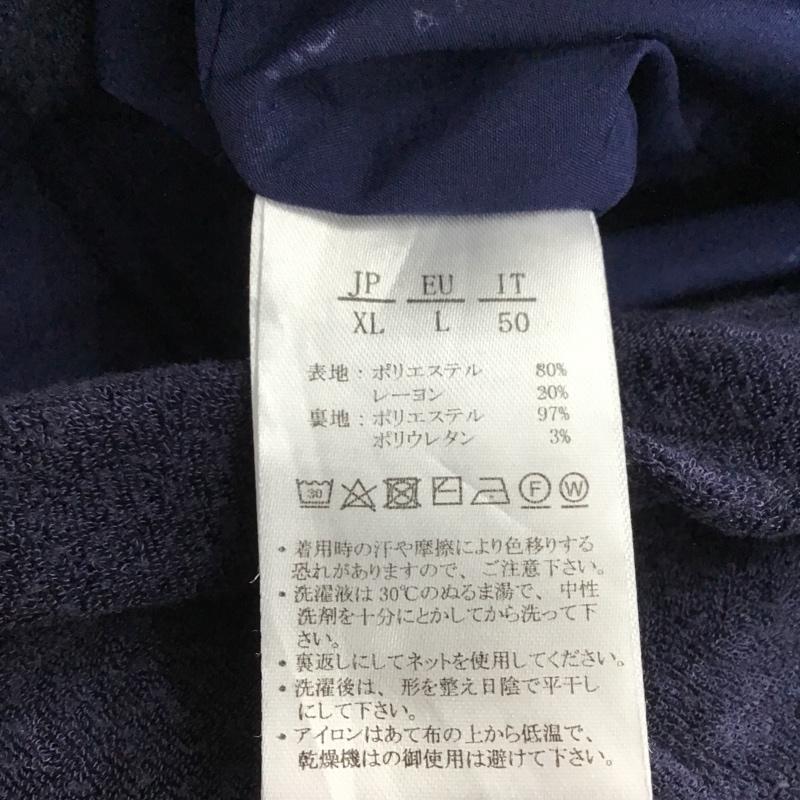 JP EU IT
XL L 50
表地：ポリエステル 80%
レーヨン 20%
裏地：ポリエステル 97%
ポリウレタン 3%
30 F W
・着用時の汗や摩擦により色移りする
恐れがありますので、ご注意下さい。
・洗濯液は30℃のぬるま湯で、中性
洗剤を十分にとかしてから洗って下
さい。
・裏返しにしてネットを使用してください。
・洗濯後は、形を整え日陰で平干し
にして下さい。
・アイロンはあて布の上から低温で、
乾燥機はの御使用は避けて下さい。